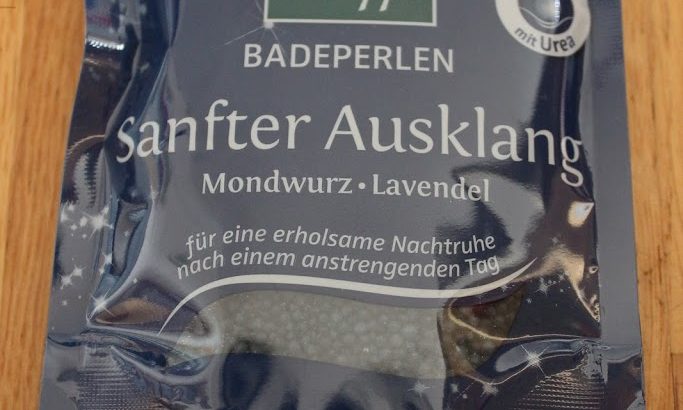 mit Urea
BADEPERLEN
Sanfter Ausklang
Mondwurz • Lavendel
für eine erholsame Nachtruhe
nach einem anstrengenden Tag